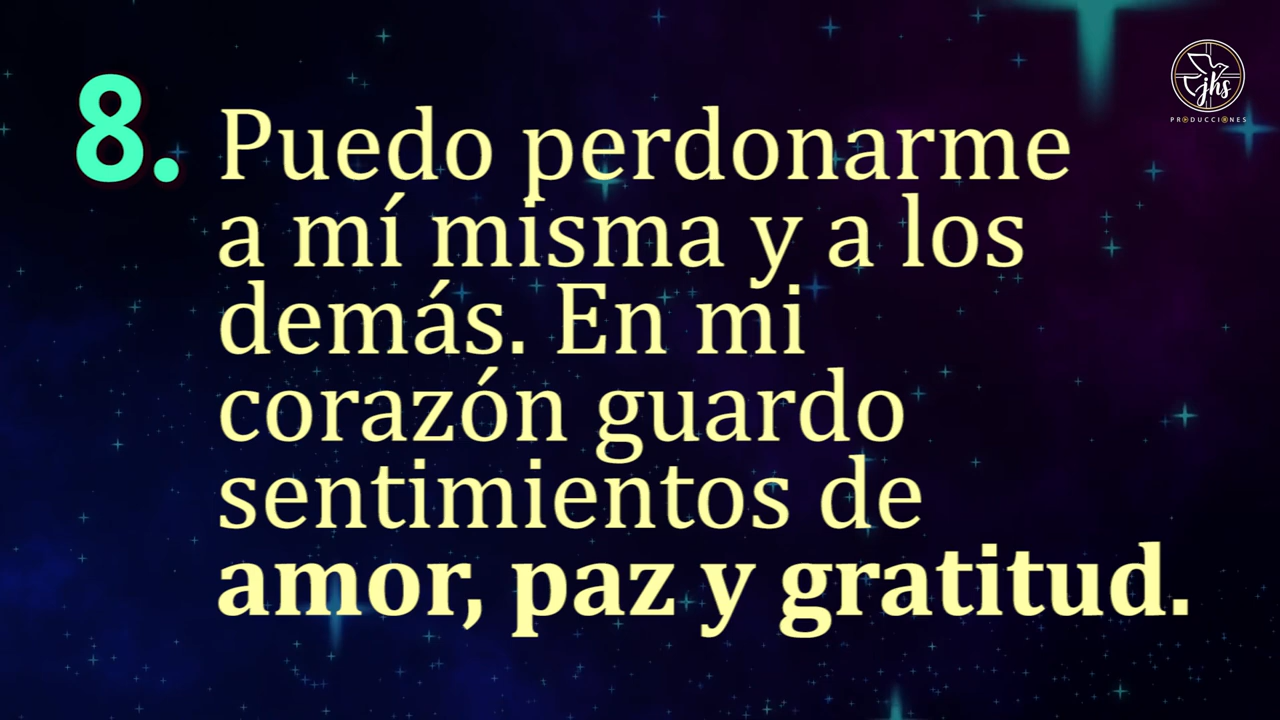 jhs
PRODUCCIONES
8. Puedo perdonarme
a mí misma y a los
demás. En mi
corazón guardo
sentimientos de
amor, paz y gratitud.